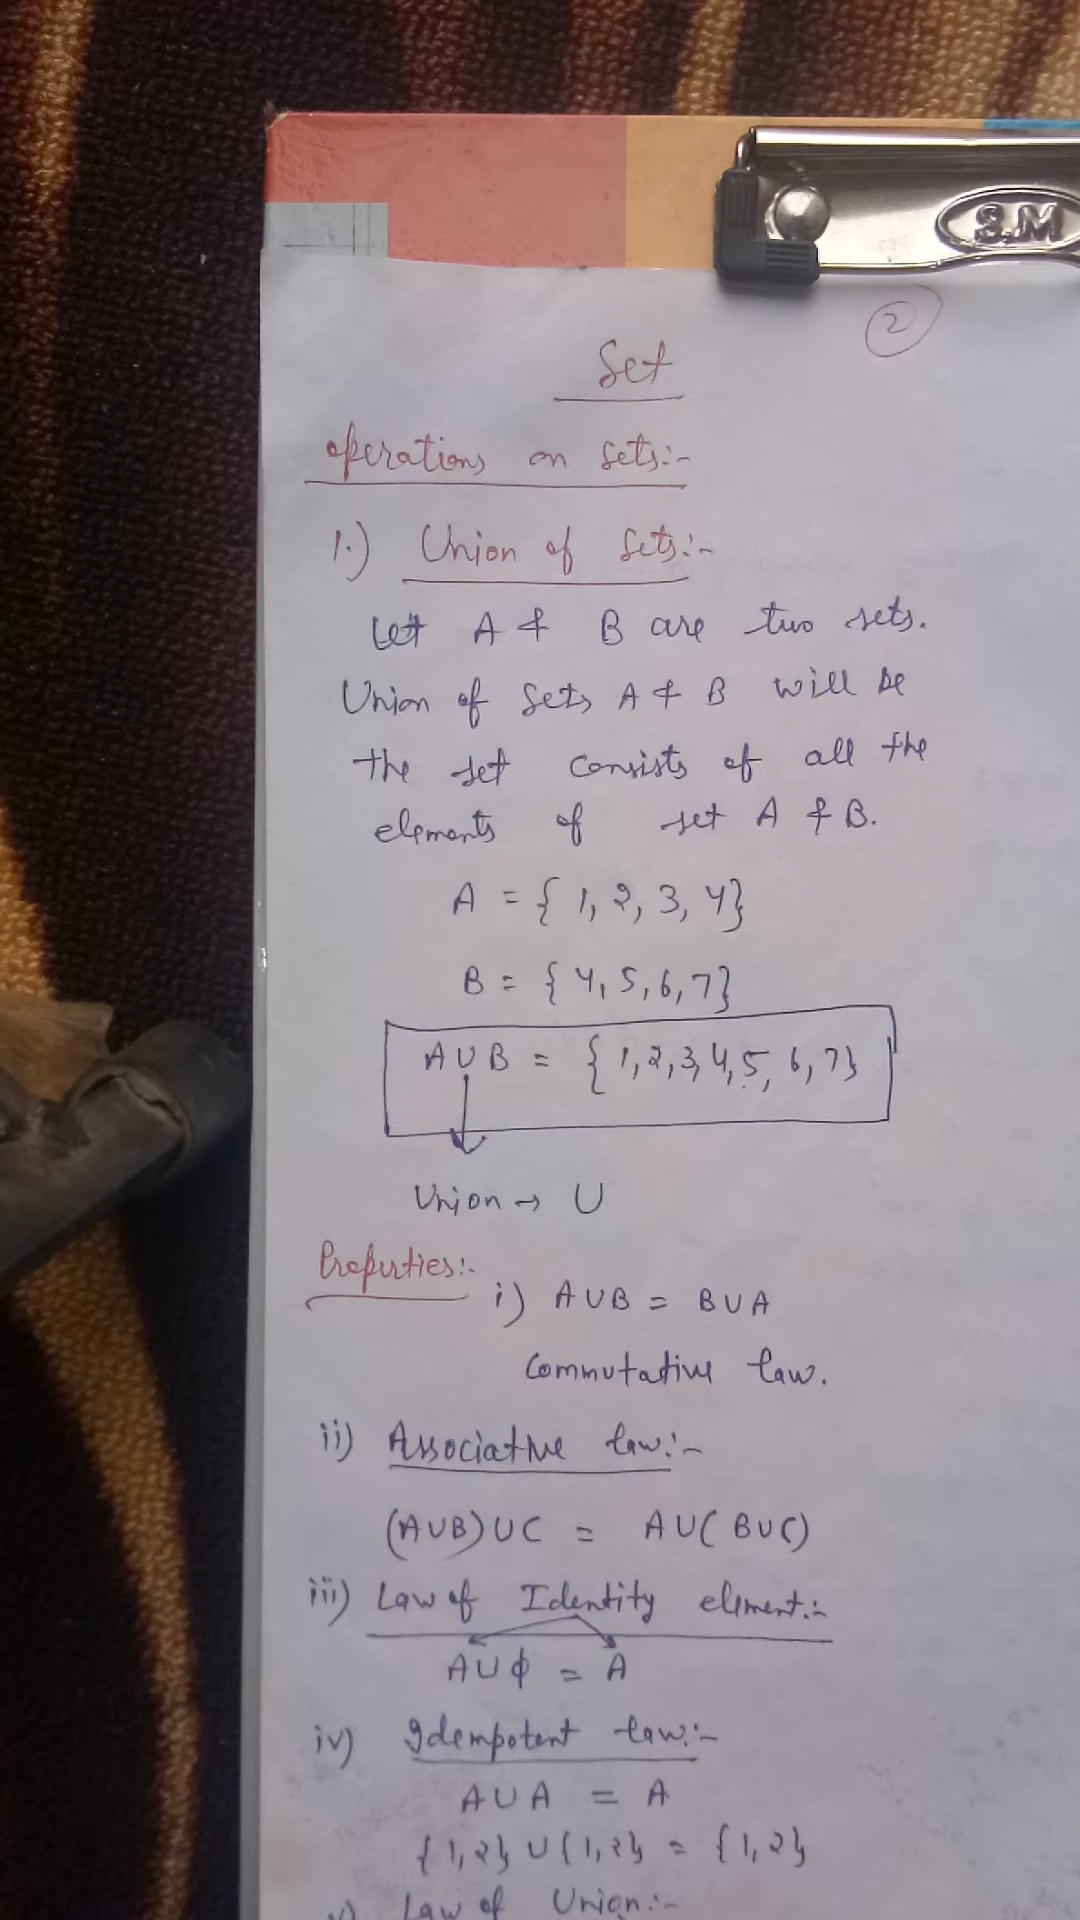 S.M
2
Set
operations on sets:-
1.) Union of Sets:-
Let A & B are two sets.
Union of Sets A & B will be
the set consists of all the
elements of set A & B.
A = { 1, 2, 3, 4}
B = { 4, 5, 6, 7}
A ∪ B = { 1, 2, 3, 4, 5, 6, 7}
Union → ∪
Properties:-
i) A ∪ B = B ∪ A
Commutative law.
ii) Associative law:-
(A∪B)∪C = A∪(B∪C)
iii) Law of Identity element:-
A∪ϕ = A
iv) Idempotent law:-
A∪A = A
{1,2} ∪ {1,2} = {1,2}
v) Law of Union:-